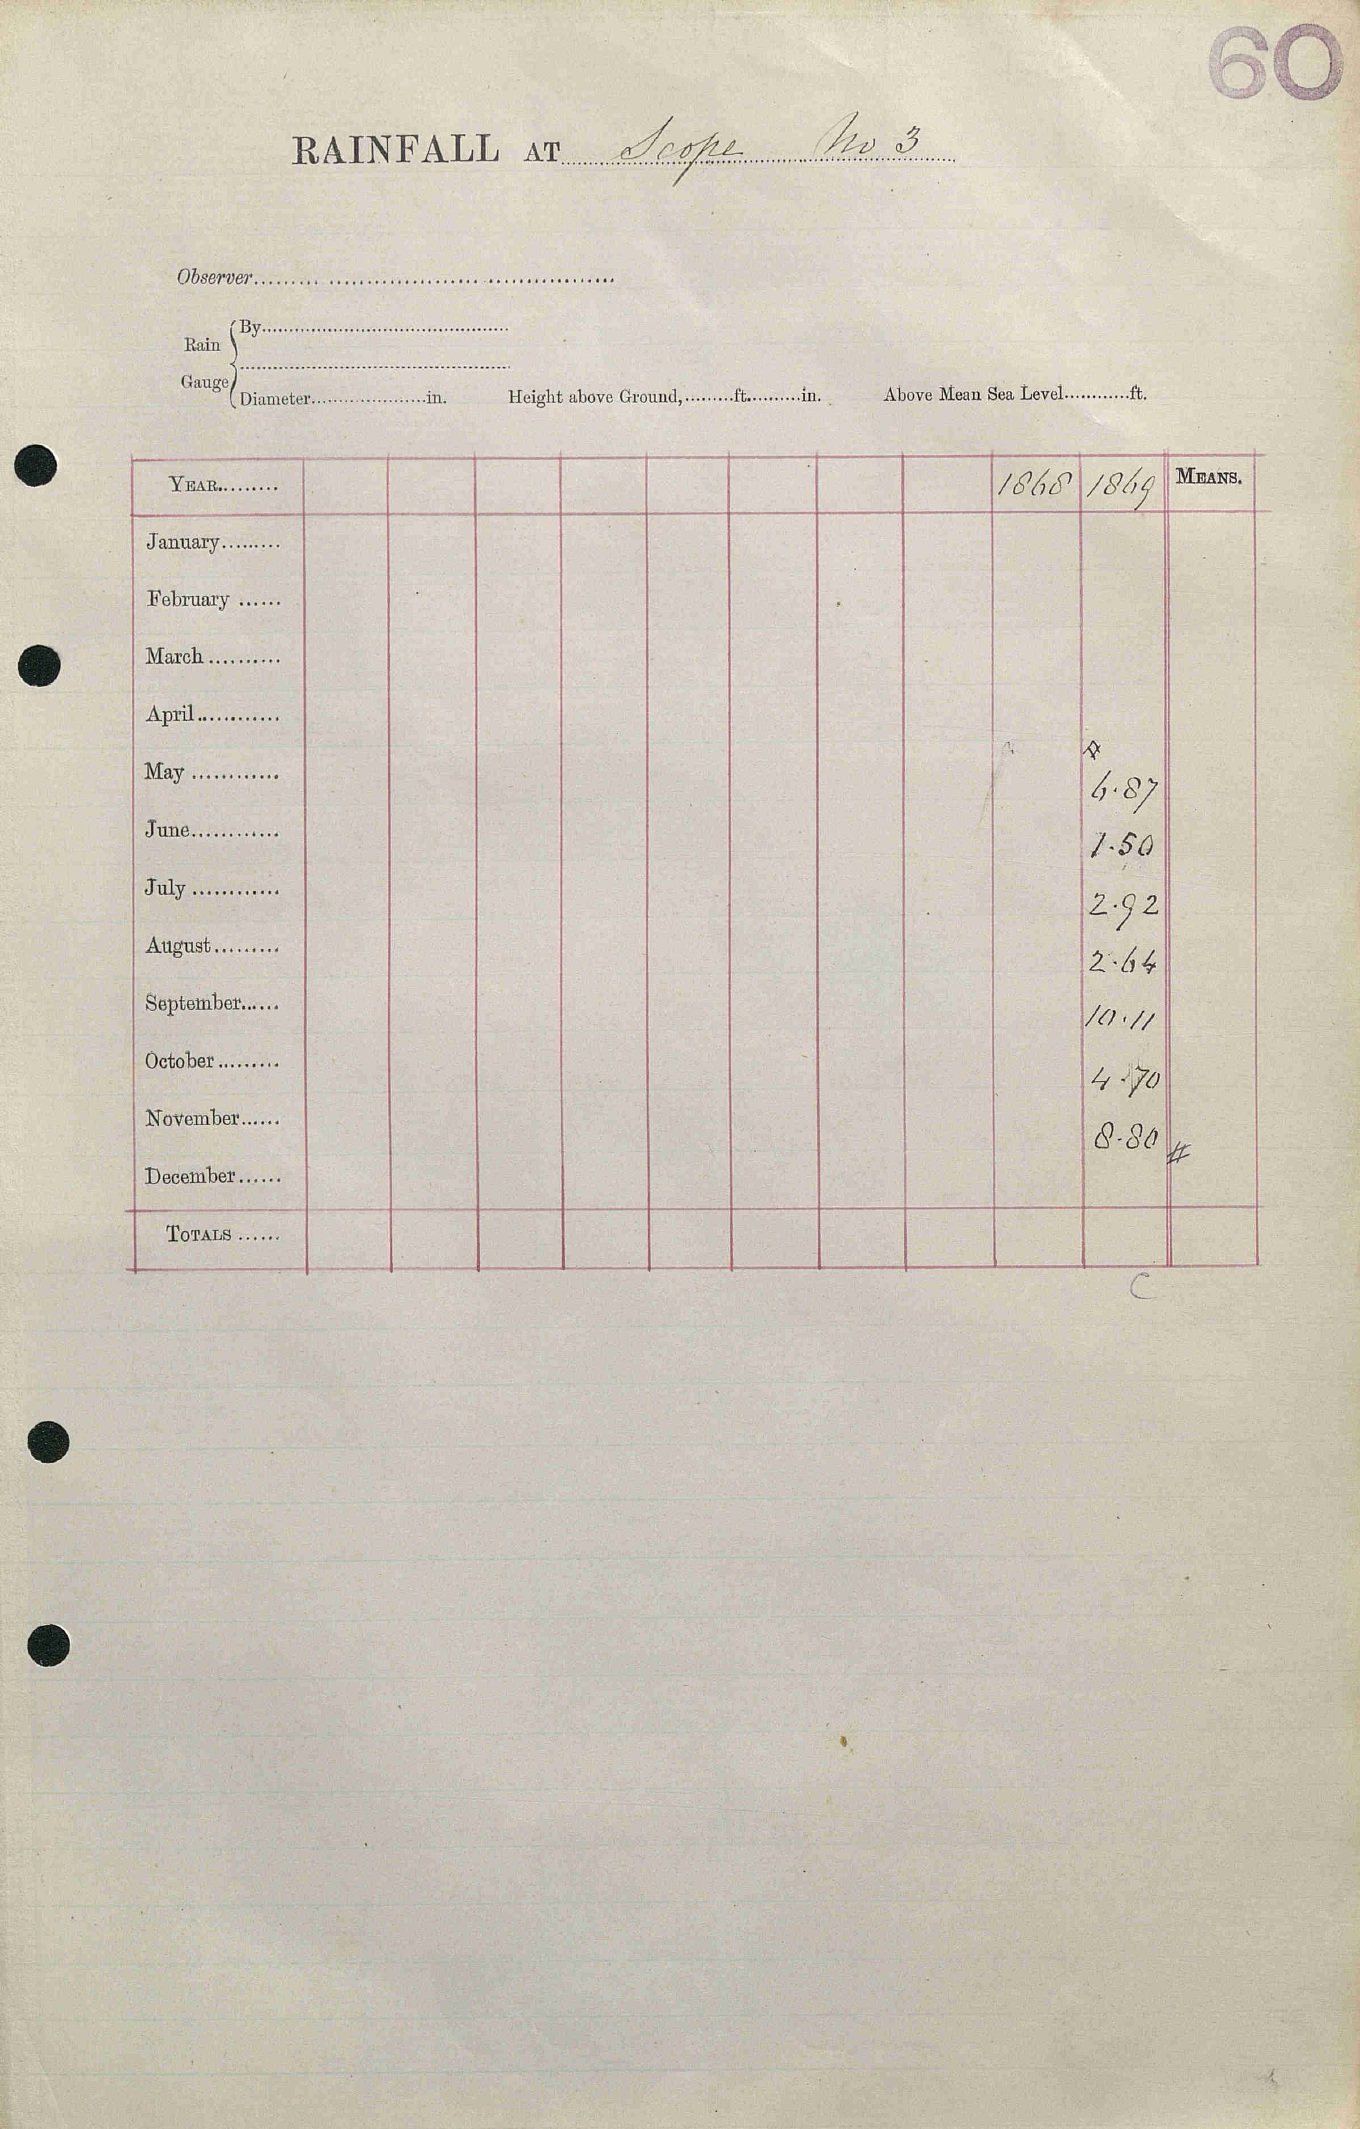 60
RAINFALL AT Scope No 3
Observer
Rain Gauge
By
Diameter in. Height above Ground, ft. in. Above Mean Sea Level ft.
YEAR 1868 1869 MEANS.
January
February
March
April
May 6.87
June 1.50
July 2.92
August 2.64
September 10.11
October 4.70
November 8.80 #
December
TOTALS
C